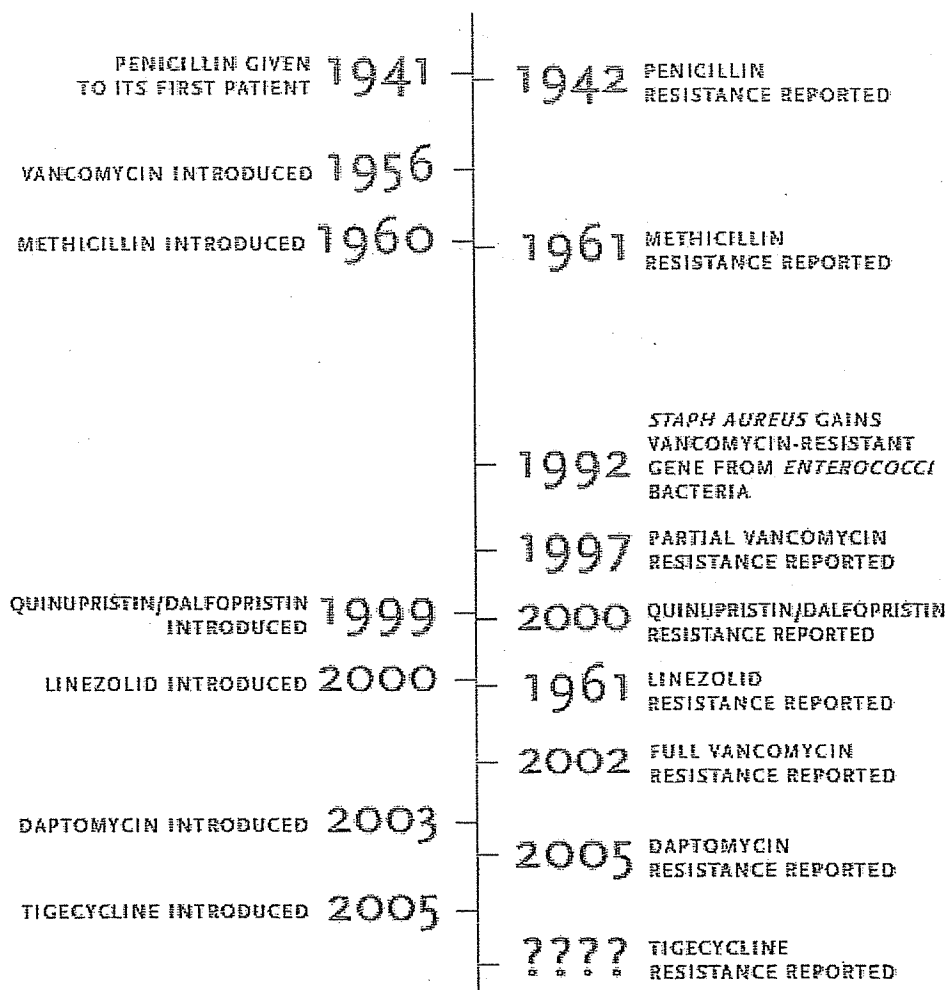 PENICILLIN GIVEN
TO ITS FIRST PATIENT 1941
1942 PENICILLIN
RESISTANCE REPORTED
VANCOMYCIN INTRODUCED 1956
METHICILLIN INTRODUCED 1960
1961 METHICILLIN
RESISTANCE REPORTED
1992 STAPH AUREUS GAINS
VANCOMYCIN-RESISTANT
GENE FROM ENTEROCOCCI
BACTERIA
1997 PARTIAL VANCOMYCIN
RESISTANCE REPORTED
QUINUPRISTIN/DALFOPRISTIN
INTRODUCED 1999
2000 QUINUPRISTIN/DALFOPRISTIN
RESISTANCE REPORTED
LINEZOLID INTRODUCED 2000
1961 LINEZOLID
RESISTANCE REPORTED
2002 FULL VANCOMYCIN
RESISTANCE REPORTED
DAPTOMYCIN INTRODUCED 2003
2005 DAPTOMYCIN
RESISTANCE REPORTED
TIGECYCLINE INTRODUCED 2005
???? TIGECYCLINE
RESISTANCE REPORTED